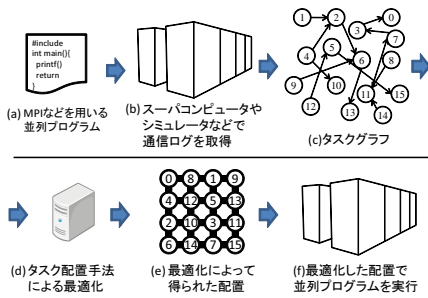 #include
int main(){
printf()
return
}
(a) MPIなどを用いる
並列プログラム
(b) スーパコンピュータや
シミュレータなどで
通信ログを取得
1
2
0
3
7
4
5
6
8
9
10
11
15
12
13
14
(c)タスクグラフ
(d) タスク配置手法
による最適化
0 8 1 9
4 12 5 13
2 10 3 11
6 14 7 15
(e) 最適化によって
得られた配置
(f)最適化した配置で
並列プログラムを実行